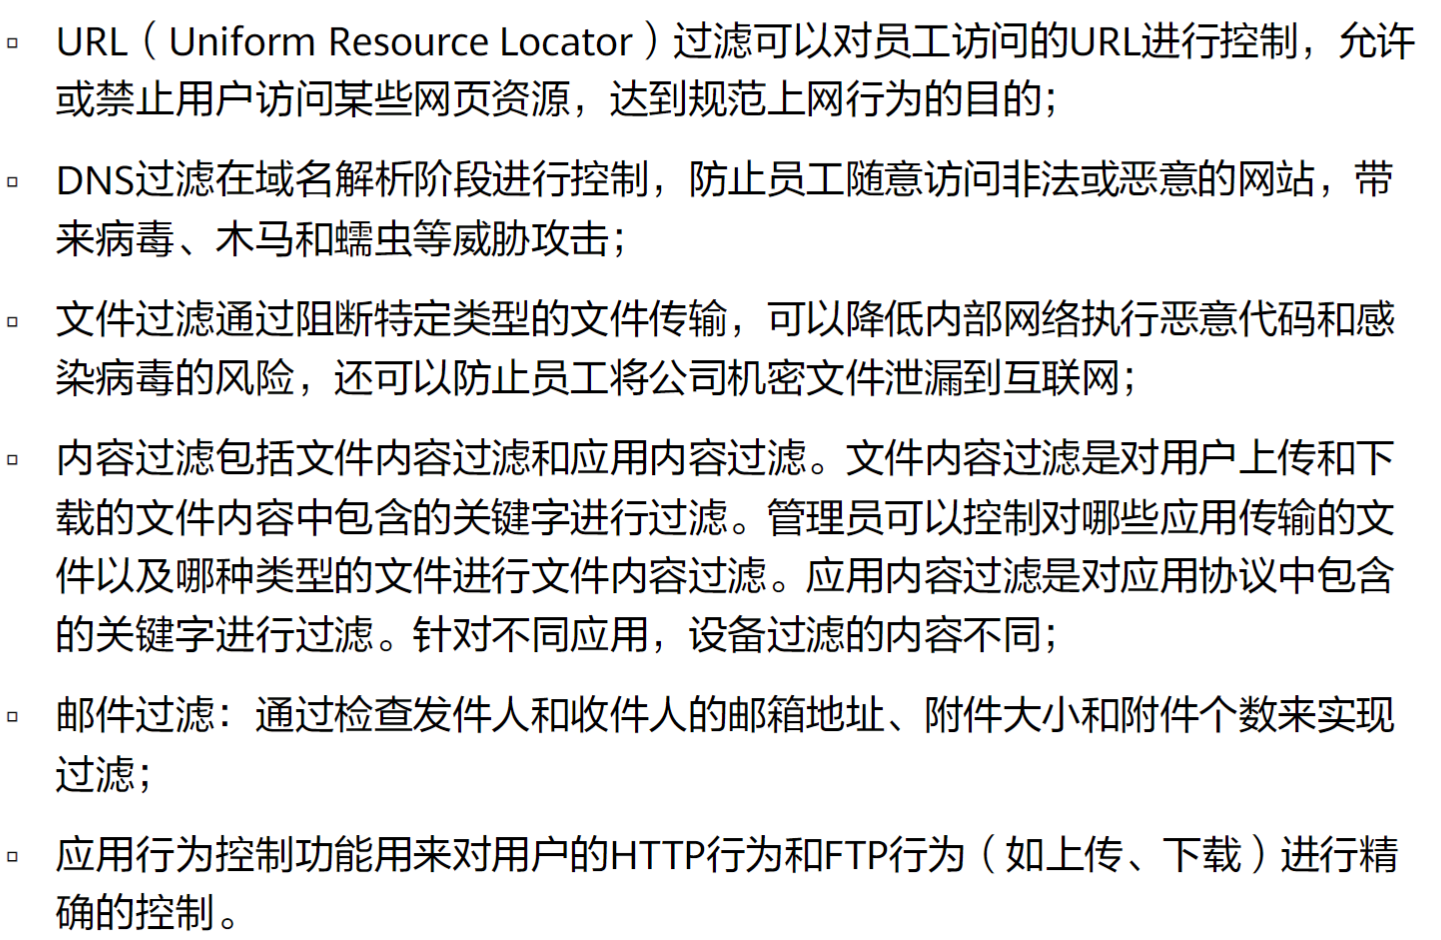 ▫ URL（Uniform Resource Locator）过滤可以对员工访问的URL进行控制，允许
或禁止用户访问某些网页资源，达到规范上网行为的目的；
▫ DNS过滤在域名解析阶段进行控制，防止员工随意访问非法或恶意的网站，带
来病毒、木马和蠕虫等威胁攻击；
▫ 文件过滤通过阻断特定类型的文件传输，可以降低内部网络执行恶意代码和感
染病毒的风险，还可以防止员工将公司机密文件泄漏到互联网；
▫ 内容过滤包括文件内容过滤和应用内容过滤。文件内容过滤是对用户上传和下
载的文件内容中包含的关键字进行过滤。管理员可以控制对哪些应用传输的文
件以及哪种类型的文件进行文件内容过滤。应用内容过滤是对应用协议中包含
的关键字进行过滤。针对不同应用，设备过滤的内容不同；
▫ 邮件过滤：通过检查发件人和收件人的邮箱地址、附件大小和附件个数来实现
过滤；
▫ 应用行为控制功能用来对用户的HTTP行为和FTP行为（如上传、下载）进行精
确的控制。